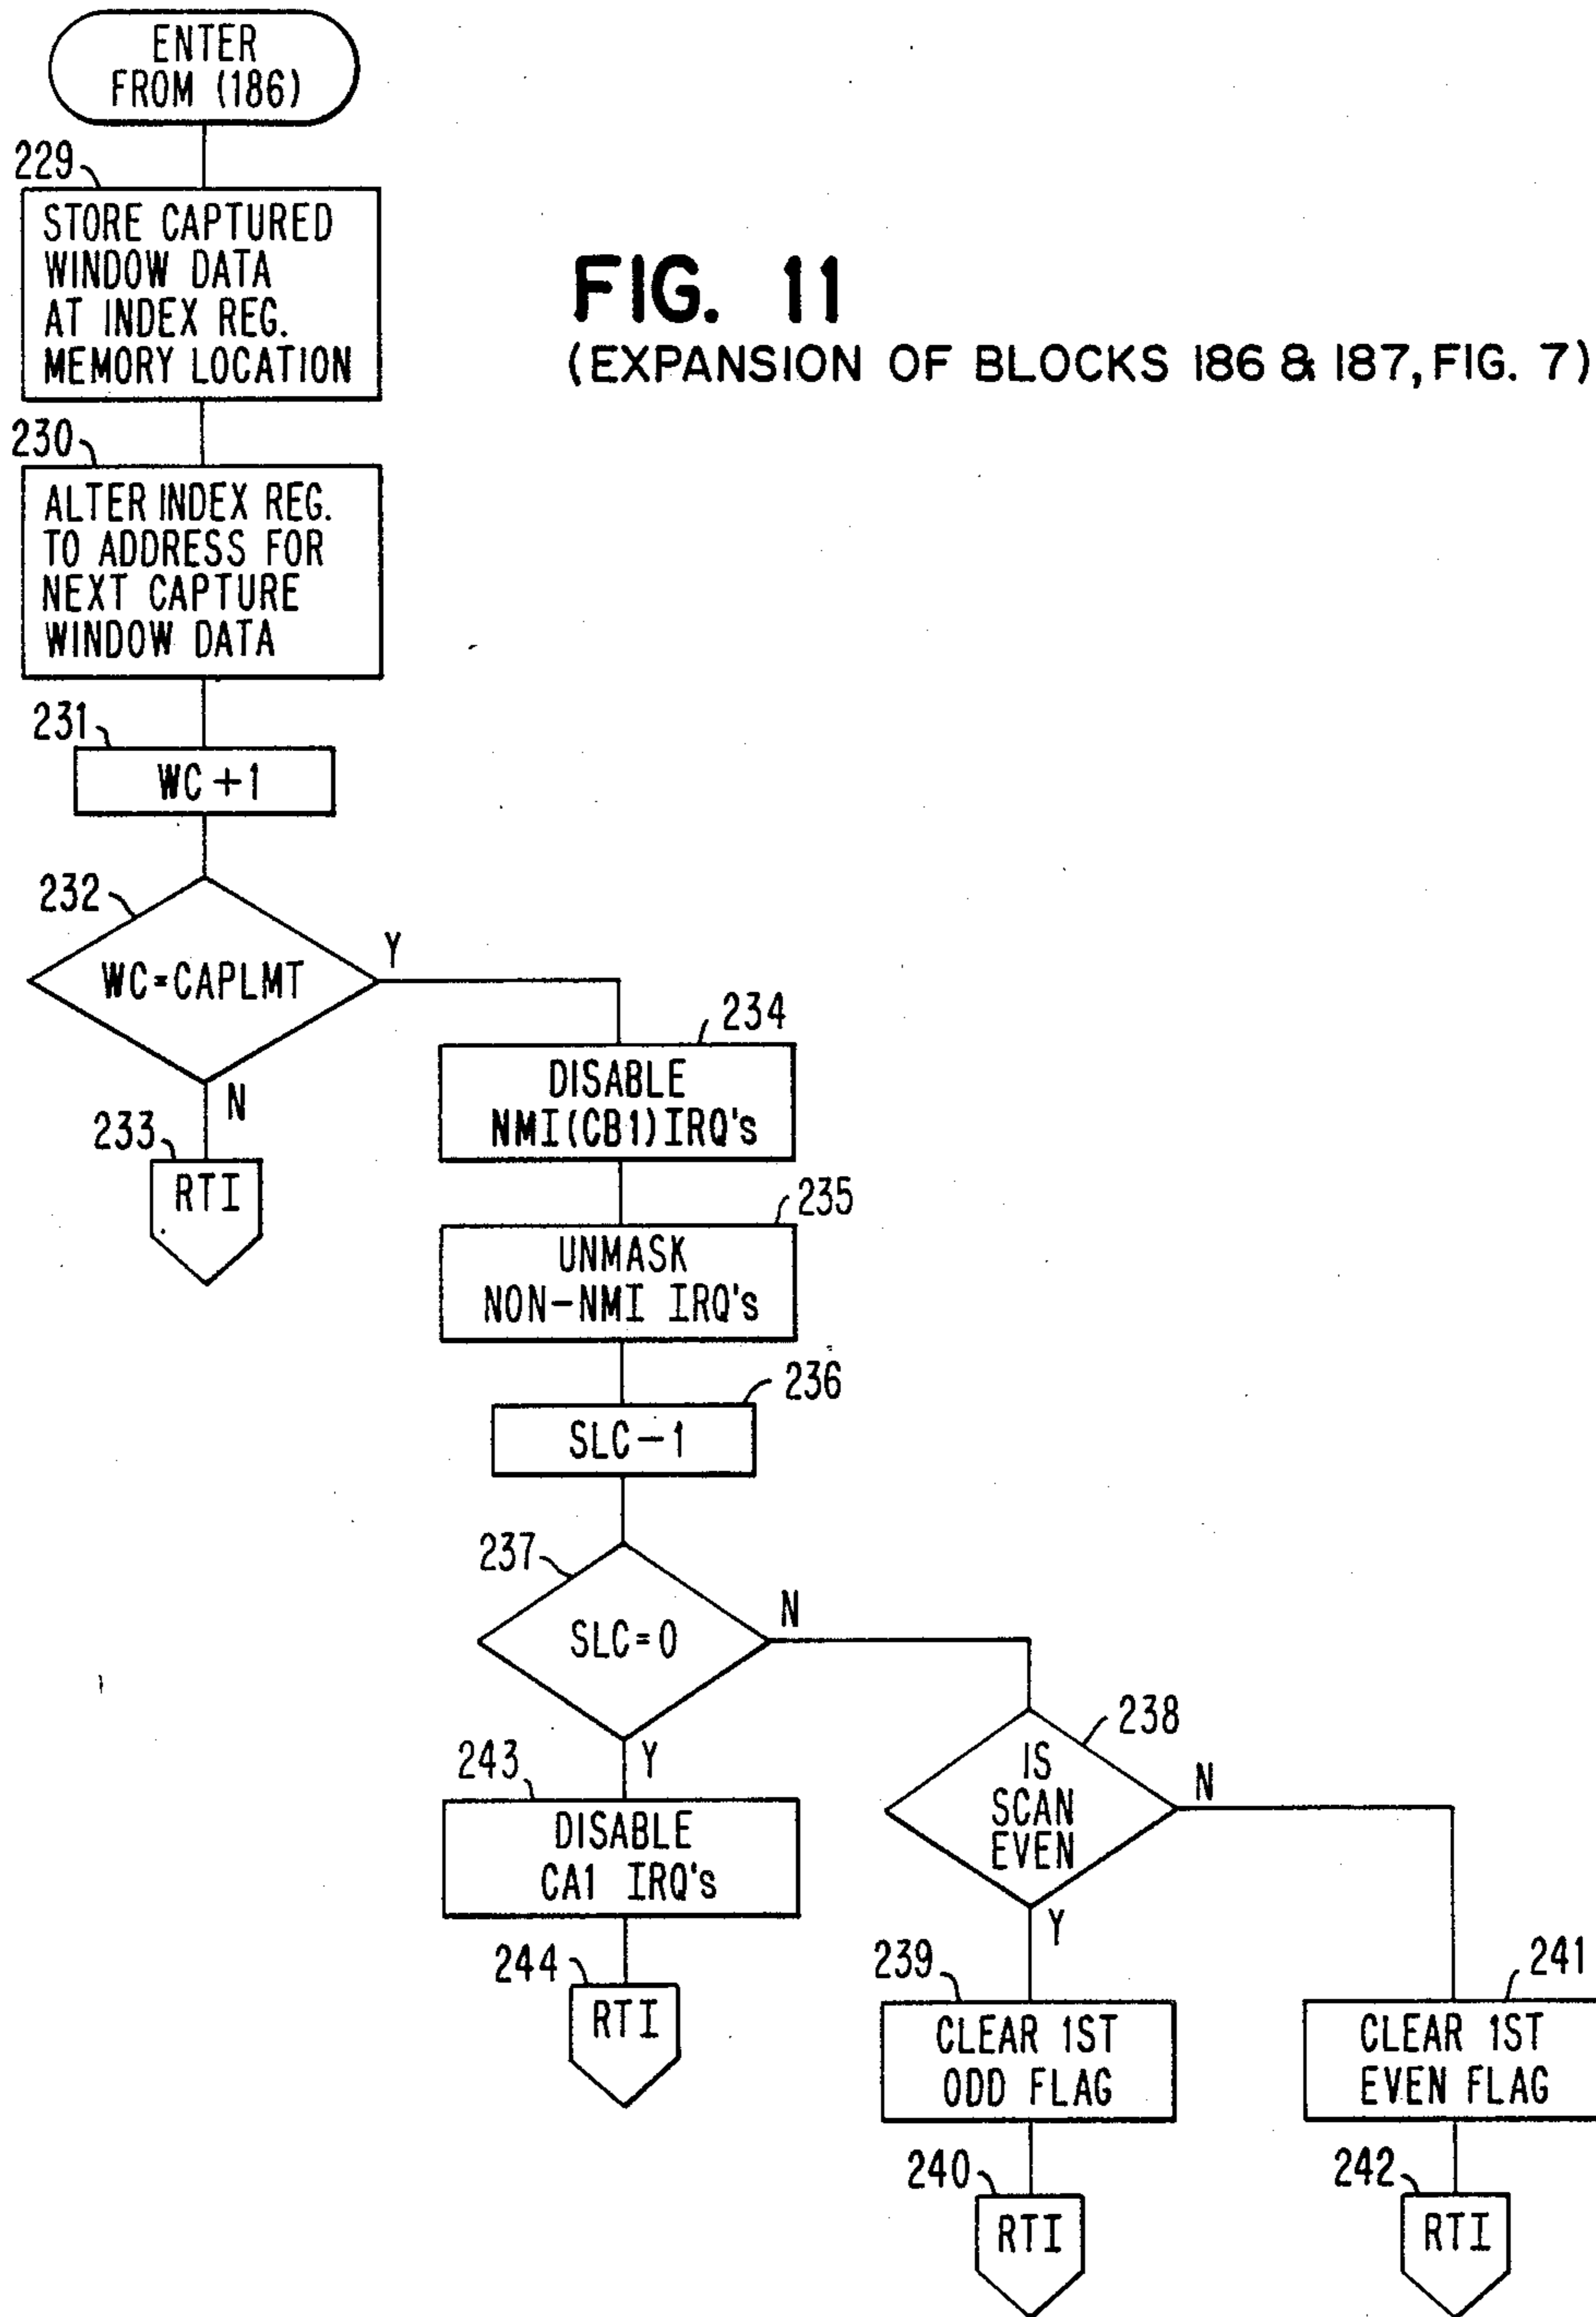 ENTER
FROM (186)
229
STORE CAPTURED
WINDOW DATA
AT INDEX REG.
MEMORY LOCATION
FIG. 11
(EXPANSION OF BLOCKS 186 & 187, FIG. 7)
230
ALTER INDEX REG.
TO ADDRESS FOR
NEXT CAPTURE
WINDOW DATA
231
WC+1
232
WC=CAPLMT
Y
N
233
RTI
234
DISABLE
NMI(CB1)IRQ's
235
UNMASK
NON-NMI IRQ's
236
SLC-1
237
SLC=0
N
Y
238
IS
SCAN
EVEN
N
Y
243
DISABLE
CA1 IRQ's
244
RTI
239
CLEAR 1ST
ODD FLAG
240
RTI
241
CLEAR 1ST
EVEN FLAG
242
RTI